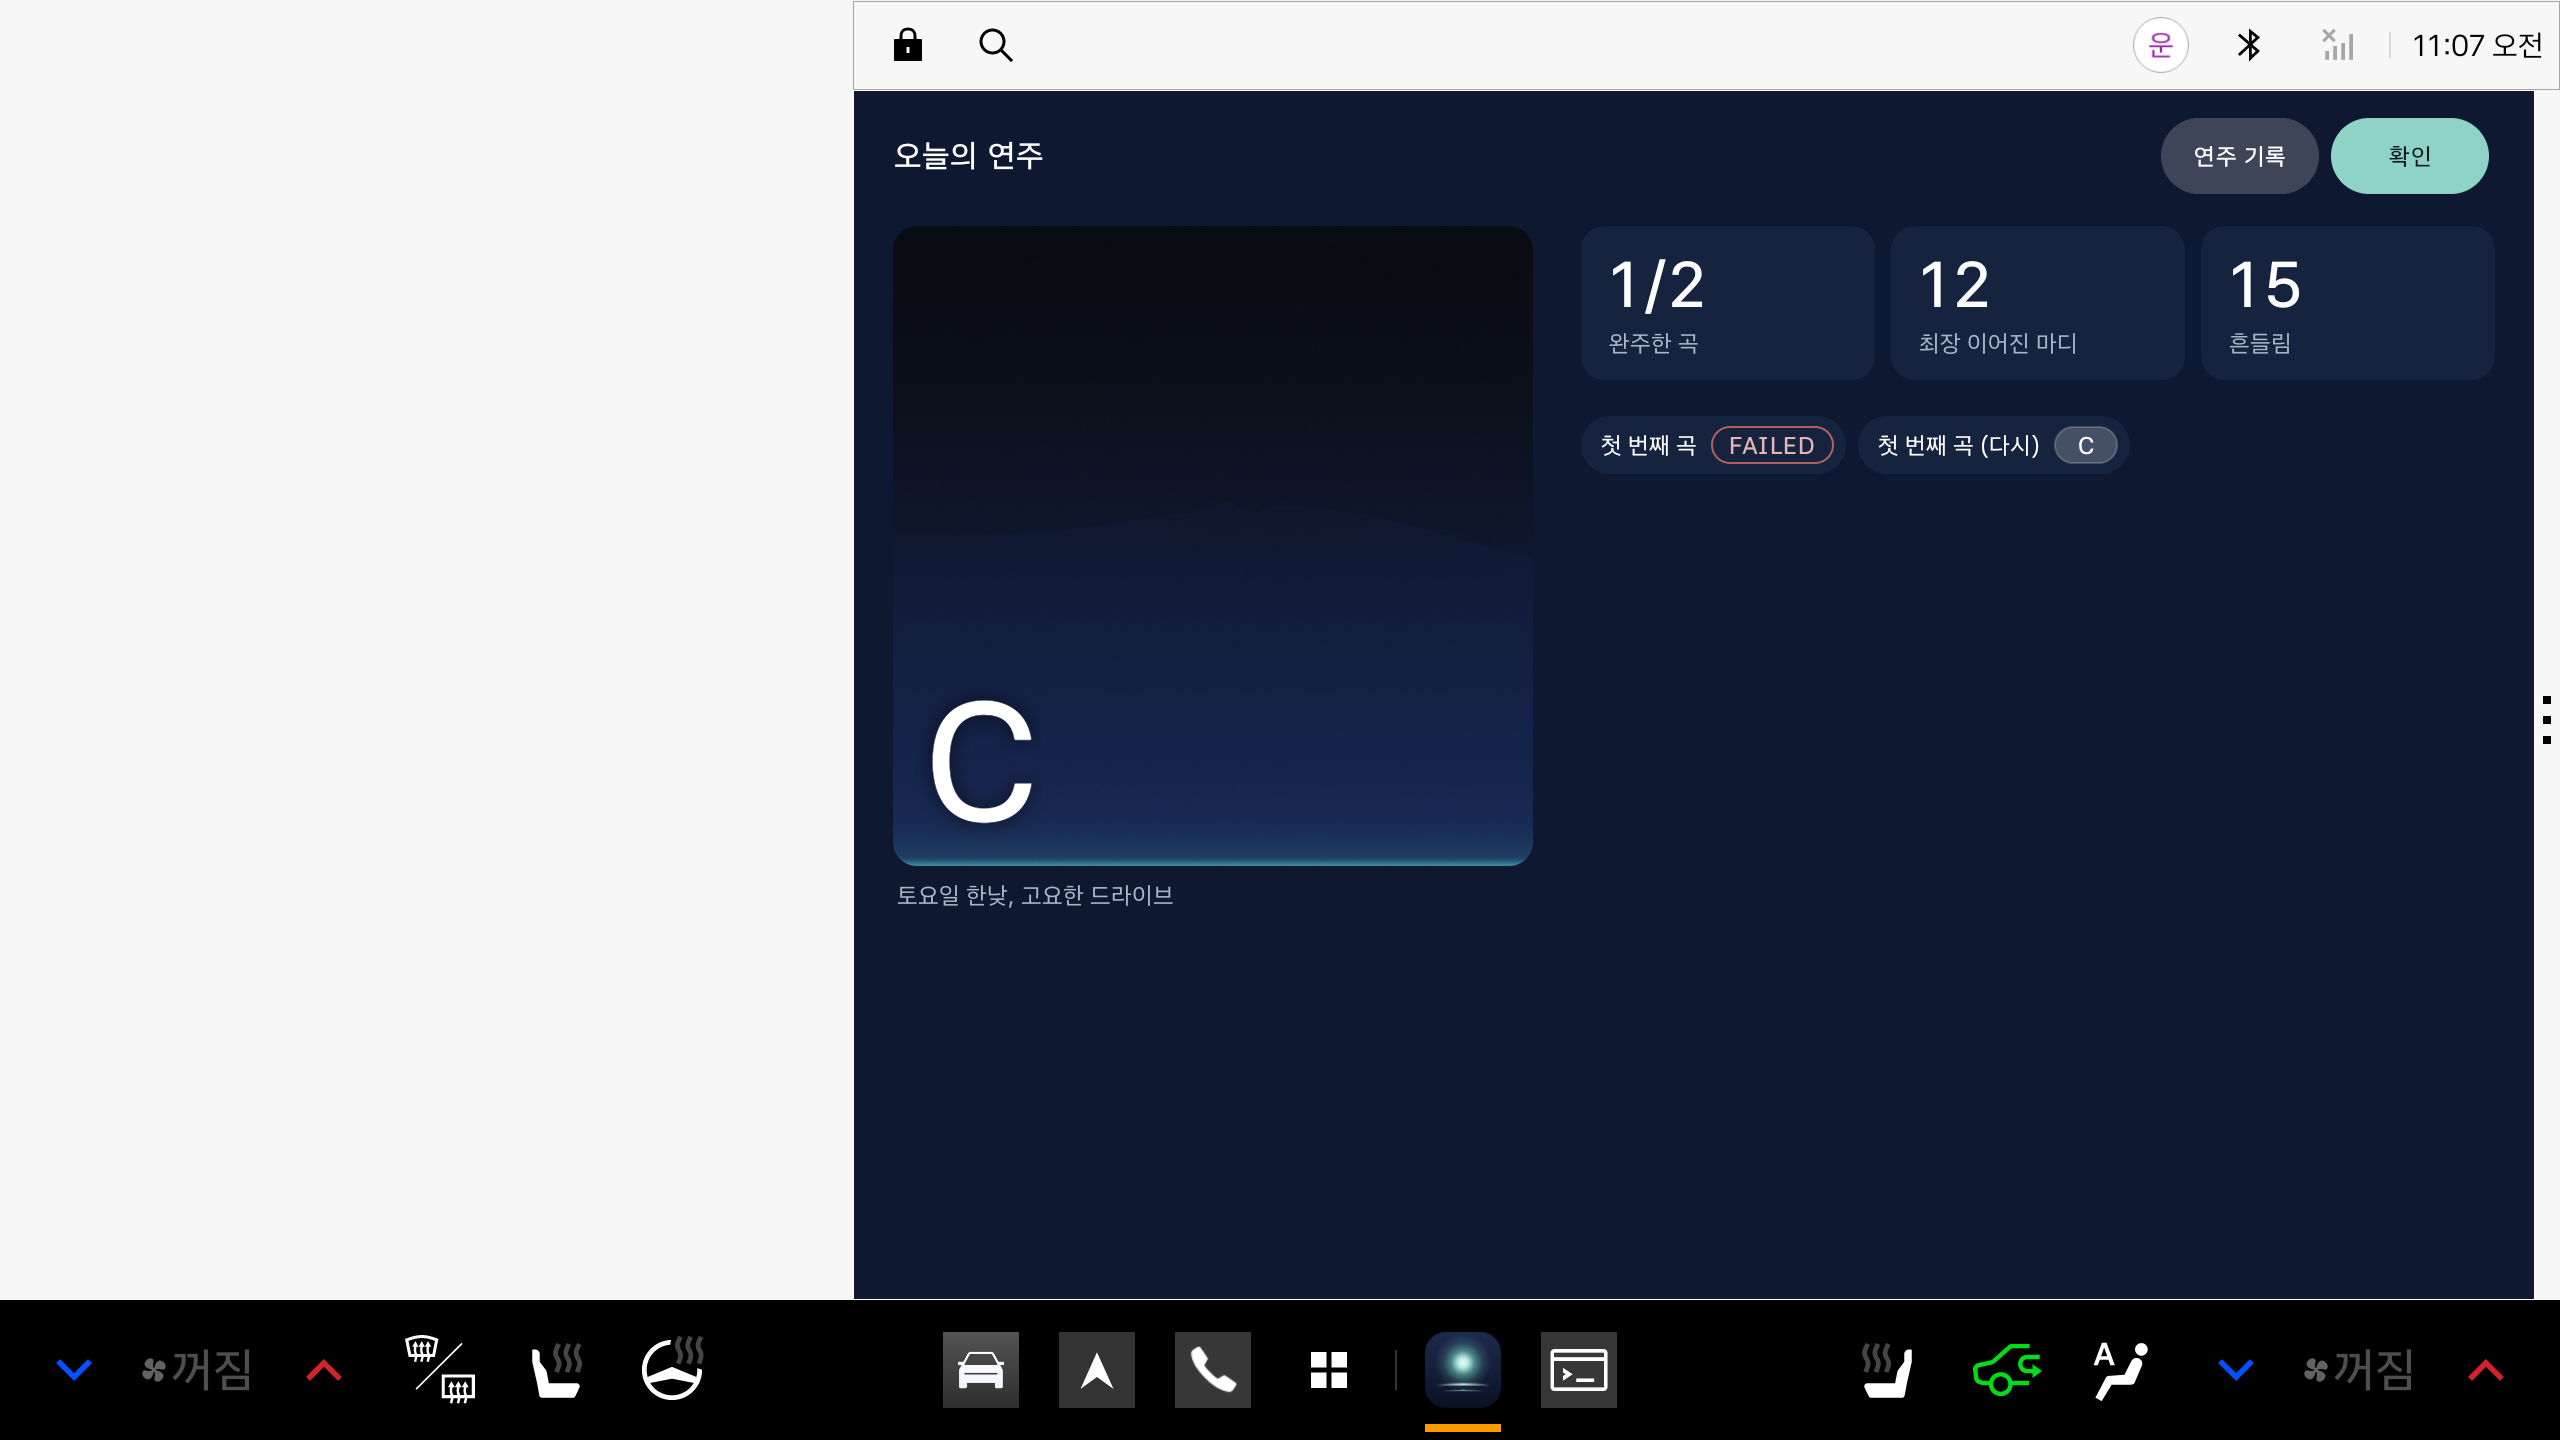 운
11:07 오전
오늘의 연주
연주 기록
확인
1/2
완주한 곡
12
최장 이어진 마디
15
흔들림
첫 번째 곡 FAILED
첫 번째 곡 (다시) C
C
토요일 한낮, 고요한 드라이브
꺼짐
A
꺼짐